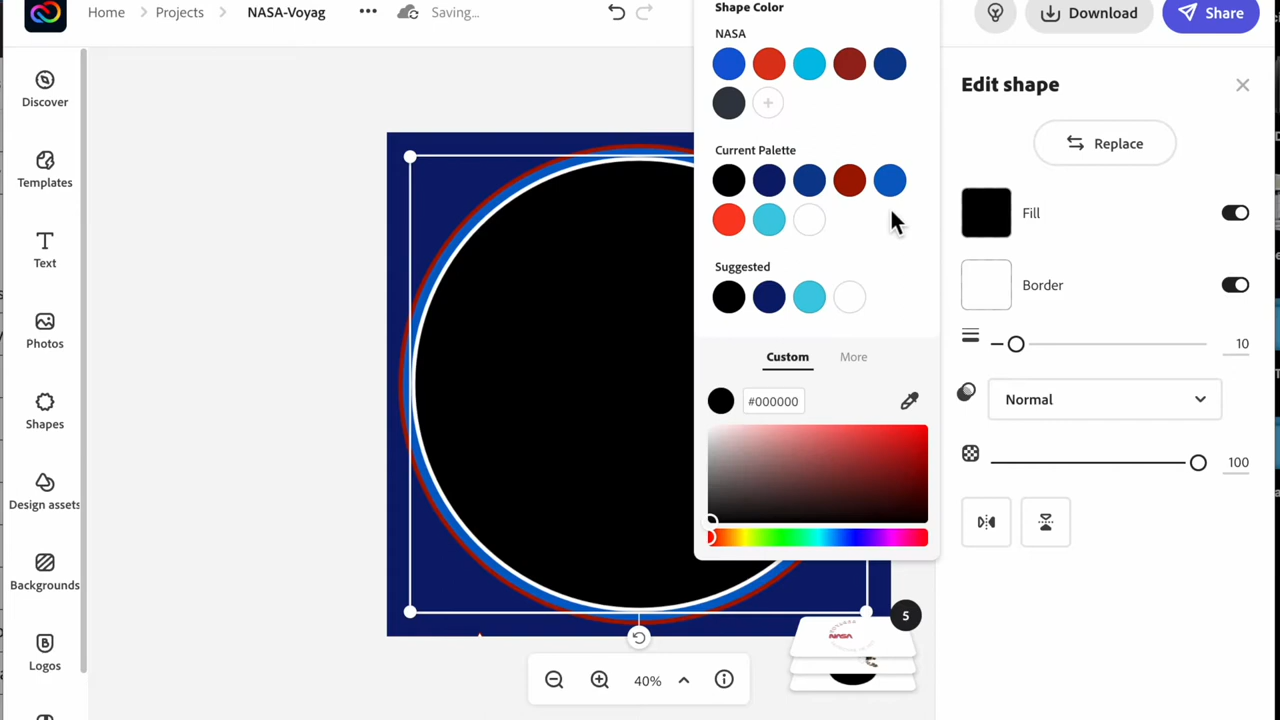 Home
Projects
NASA-Voyag
Saving...
Download
Share
Discover
Templates
Text
Photos
Shapes
Design assets
Backgrounds
Logos
Shape Color
NASA
Current Palette
Suggested
Custom
More
#000000
Edit shape
Replace
Fill
Border
10
Normal
100
5
NASA
40%